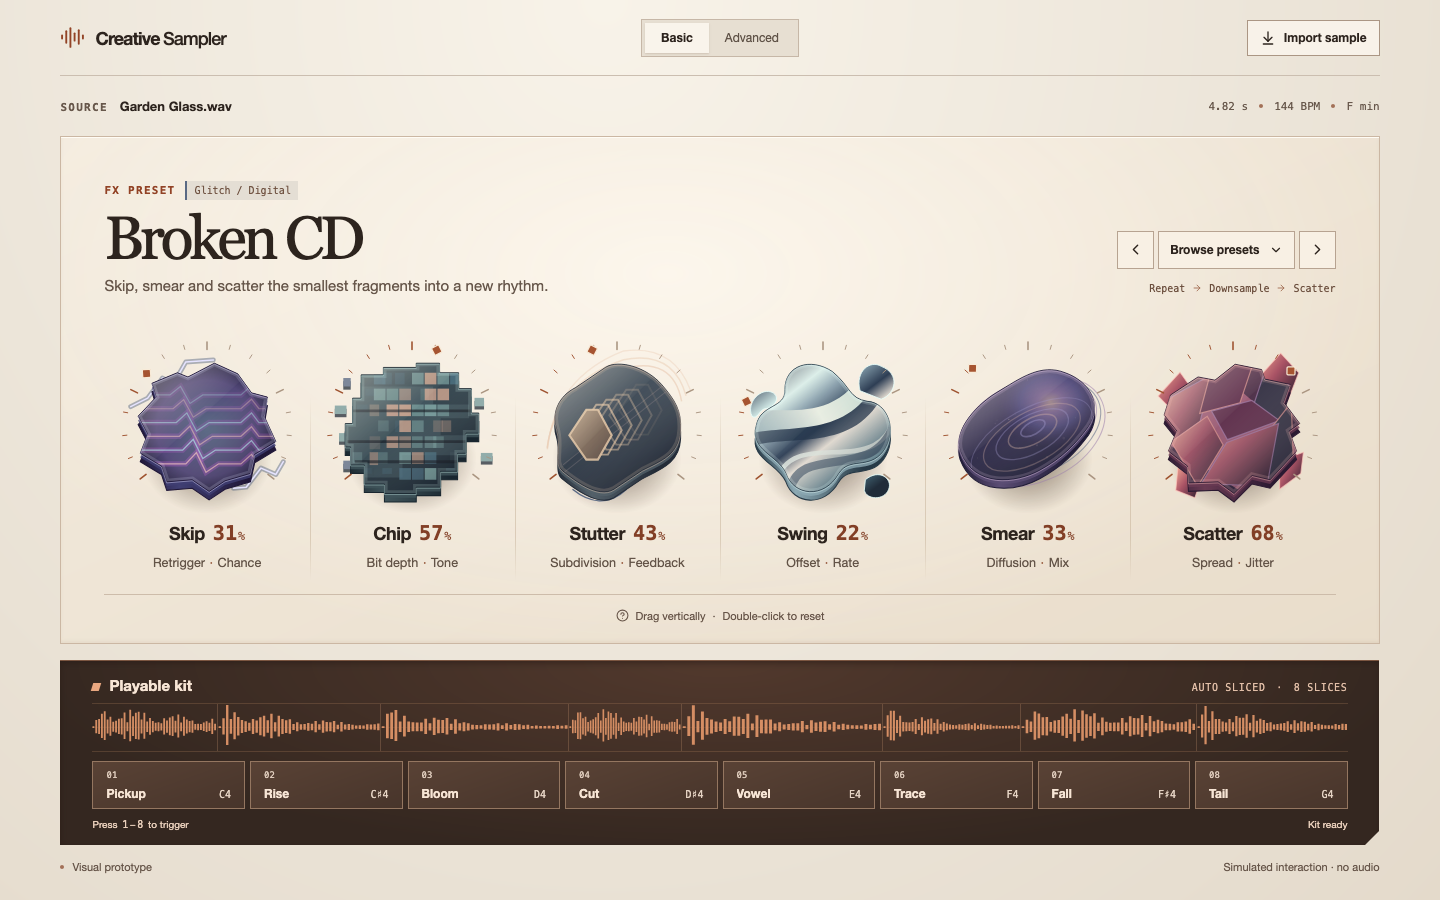 Creative Sampler
Basic
Advanced
Import sample
SOURCE Garden Glass.wav
4.82 s • 144 BPM • F min
FX PRESET
Glitch / Digital
Broken CD
Skip, smear and scatter the smallest fragments into a new rhythm.
Browse presets
Repeat → Downsample → Scatter
Skip 31%
Retrigger · Chance
Chip 57%
Bit depth · Tone
Stutter 43%
Subdivision · Feedback
Swing 22%
Offset · Rate
Smear 33%
Diffusion · Mix
Scatter 68%
Spread · Jitter
Drag vertically · Double-click to reset
Playable kit
AUTO SLICED · 8 SLICES
01
Pickup C4
02
Rise C♯4
03
Bloom D4
04
Cut D♯4
05
Vowel E4
06
Trace F4
07
Fall F♯4
08
Tail G4
Press 1–8 to trigger
Kit ready
• Visual prototype
Simulated interaction · no audio